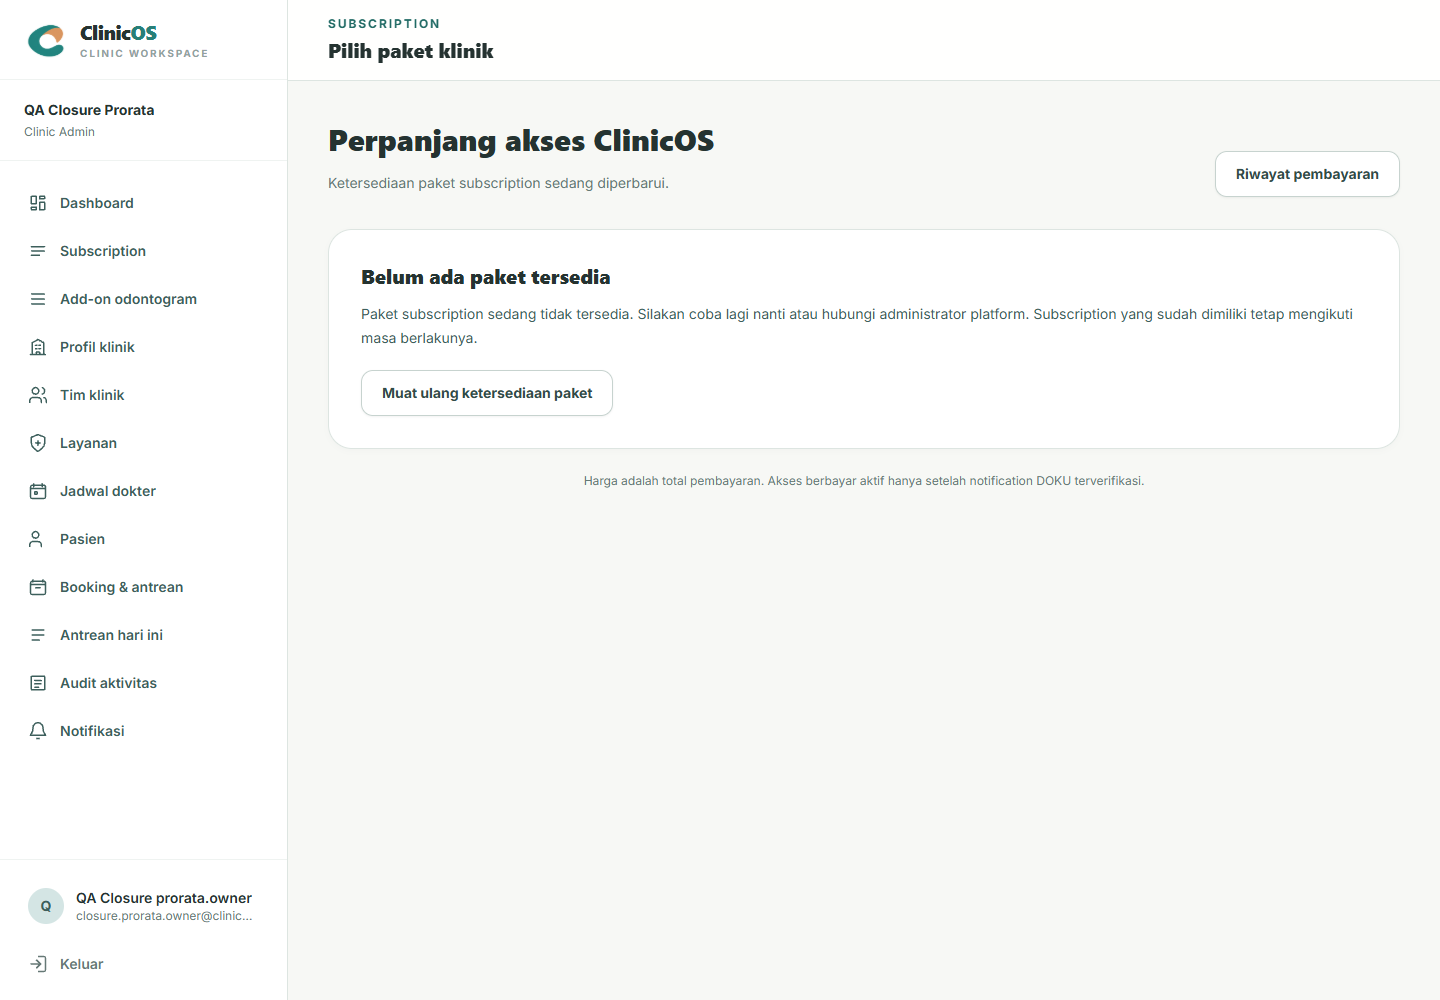 ClinicOS
CLINIC WORKSPACE
QA Closure Prorata
Clinic Admin
Dashboard
Subscription
Add-on odontogram
Profil klinik
Tim klinik
Layanan
Jadwal dokter
Pasien
Booking & antrean
Antrean hari ini
Audit aktivitas
Notifikasi
Q
QA Closure prorata.owner
closure.prorata.owner@clinic...
Keluar
SUBSCRIPTION
Pilih paket klinik
Perpanjang akses ClinicOS
Ketersediaan paket subscription sedang diperbarui.
Riwayat pembayaran
Belum ada paket tersedia
Paket subscription sedang tidak tersedia. Silakan coba lagi nanti atau hubungi administrator platform. Subscription yang sudah dimiliki tetap mengikuti
masa berlakunya.
Muat ulang ketersediaan paket
Harga adalah total pembayaran. Akses berbayar aktif hanya setelah notification DOKU terverifikasi.